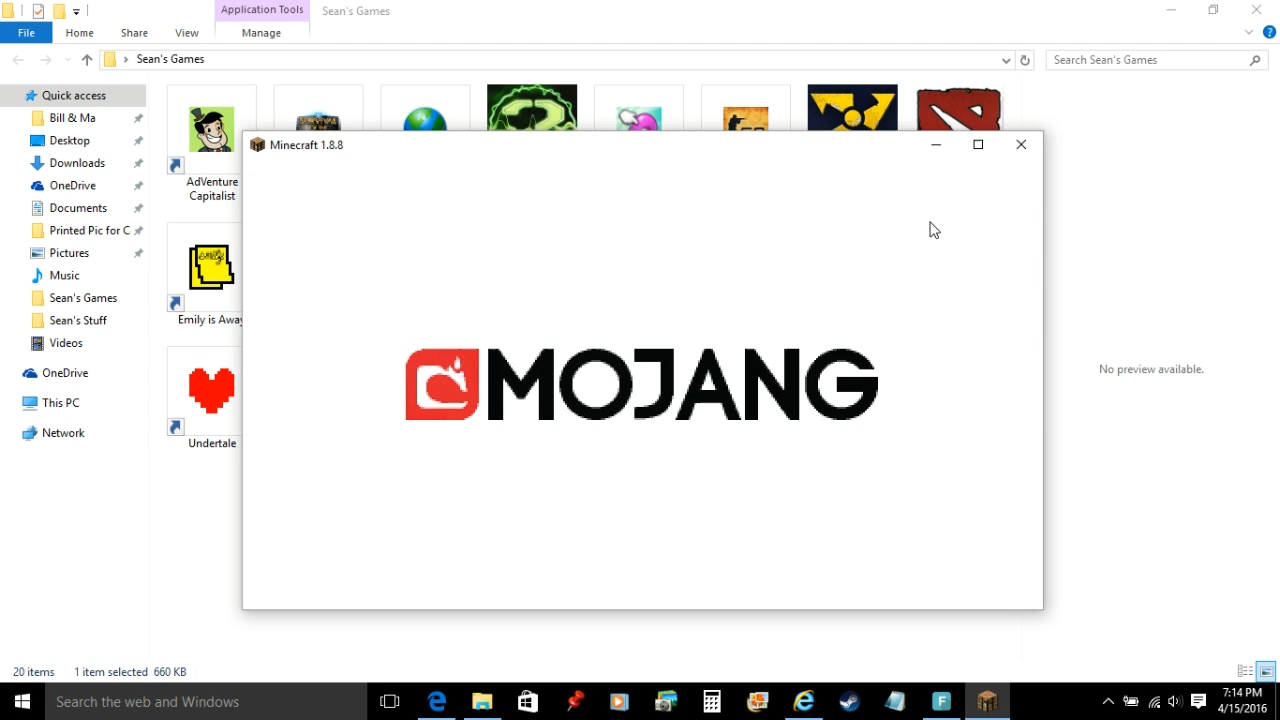 Application Tools
Sean's Games
File
Home
Share
View
Manage
Sean's Games
Search Sean's Games
Quick access
Bill & Ma
Desktop
Downloads
OneDrive
Documents
Printed Pic for C
Pictures
Music
Sean's Games
Sean's Stuff
Videos
OneDrive
This PC
Network
AdVenture
Capitalist
emily
Emily is Away
Undertale
Minecraft 1.8.8
MOJANG
No preview available.
20 items
1 item selected 660 KB
Search the web and Windows
7:14 PM
4/15/2016